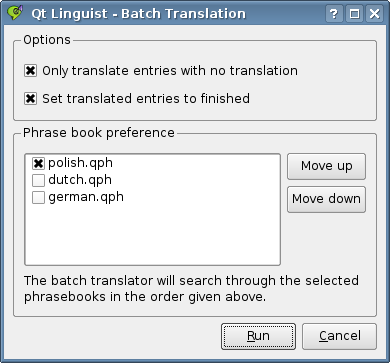 Qt Linguist - Batch Translation
Options
Only translate entries with no translation
Set translated entries to finished
Phrase book preference
polish.qph
dutch.qph
german.qph
Move up
Move down
The batch translator will search through the selected
phrasebooks in the order given above.
Run
Cancel